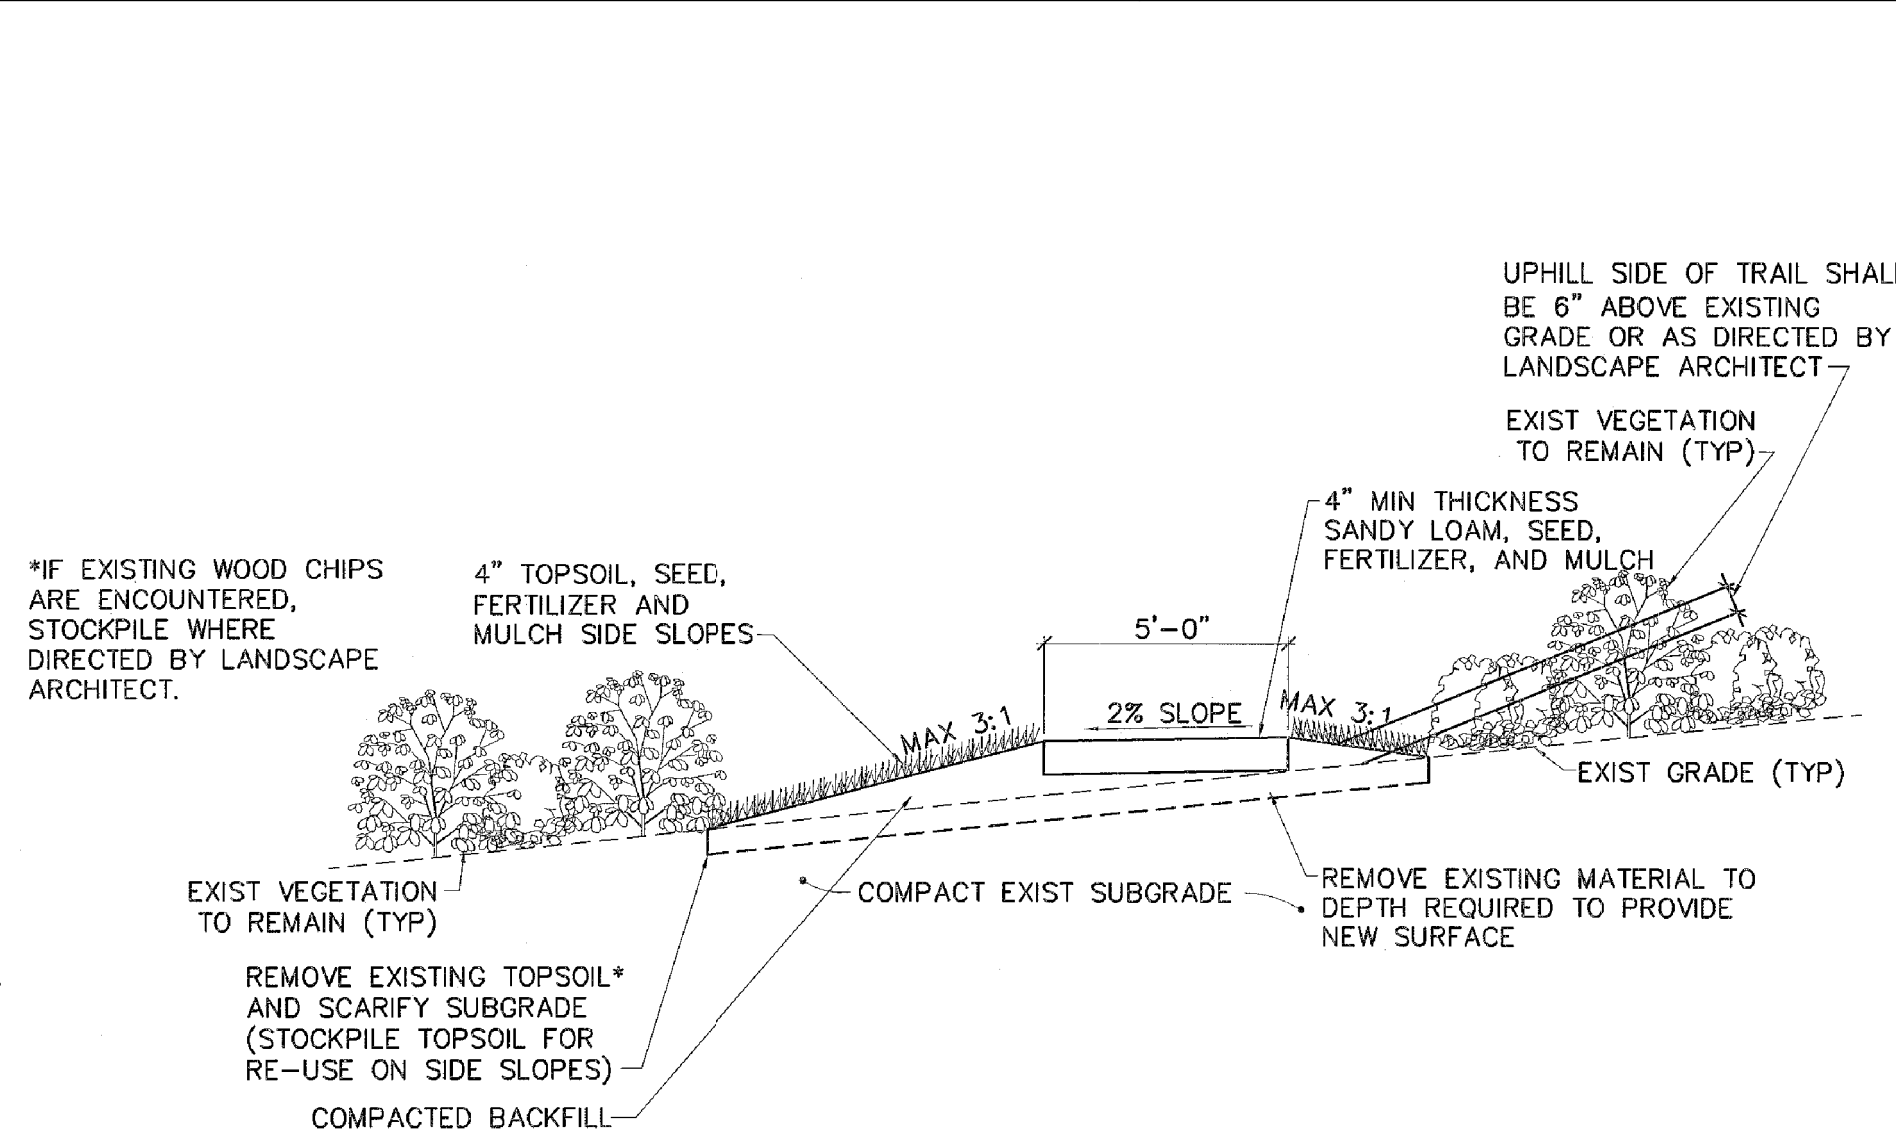 UPHILL SIDE OF TRAIL SHALL
BE 6" ABOVE EXISTING
GRADE OR AS DIRECTED BY
LANDSCAPE ARCHITECT
EXIST VEGETATION
TO REMAIN (TYP)
4" MIN THICKNESS
SANDY LOAM, SEED,
FERTILIZER, AND MULCH
*IF EXISTING WOOD CHIPS
ARE ENCOUNTERED,
STOCKPILE WHERE
DIRECTED BY LANDSCAPE
ARCHITECT.
4" TOPSOIL, SEED,
FERTILIZER AND
MULCH SIDE SLOPES
5'-0"
MAX 3:1
2% SLOPE
MAX 3:1
EXIST GRADE (TYP)
EXIST VEGETATION
TO REMAIN (TYP)
COMPACT EXIST SUBGRADE
REMOVE EXISTING MATERIAL TO
DEPTH REQUIRED TO PROVIDE
NEW SURFACE
REMOVE EXISTING TOPSOIL*
AND SCARIFY SUBGRADE
(STOCKPILE TOPSOIL FOR
RE-USE ON SIDE SLOPES)
COMPACTED BACKFILL